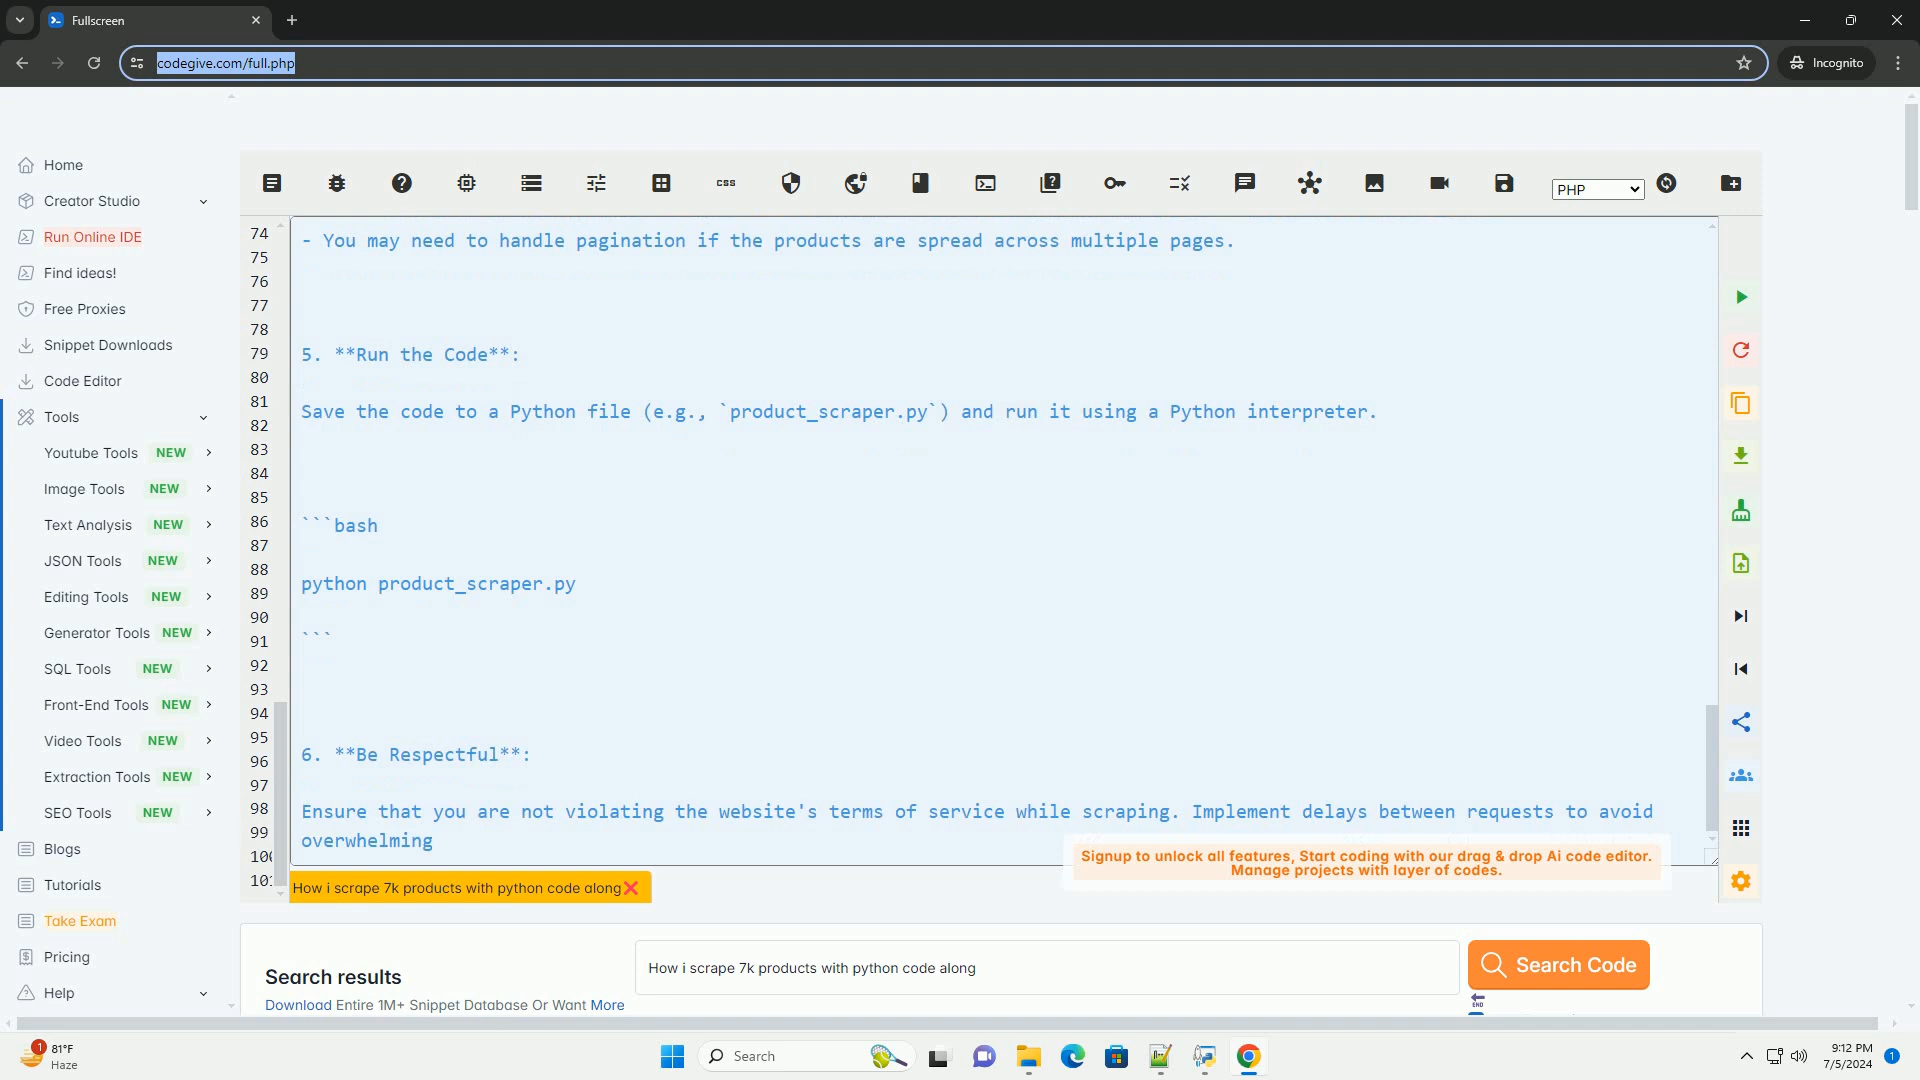 Fullscreen
codegive.com/full.php
Incognito
Home
Creator Studio
Run Online IDE
Find ideas!
Free Proxies
Snippet Downloads
Code Editor
Tools
Youtube Tools NEW
Image Tools NEW
Text Analysis NEW
JSON Tools NEW
Editing Tools NEW
Generator Tools NEW
SQL Tools NEW
Front-End Tools NEW
Video Tools NEW
Extraction Tools NEW
SEO Tools NEW
Blogs
Tutorials
Take Exam
Pricing
Help
css
PHP
74
75
76
77
78
79
80
81
82
83
84
85
86
87
88
89
90
91
92
93
94
95
96
97
98
99
- You may need to handle pagination if the products are spread across multiple pages.
5. **Run the Code**:
Save the code to a Python file (e.g., `product_scraper.py`) and run it using a Python interpreter.
```bash
python product_scraper.py
```
6. **Be Respectful**:
Ensure that you are not violating the website's terms of service while scraping. Implement delays between requests to avoid
overwhelming
Signup to unlock all features, Start coding with our drag & drop Ai code editor.
Manage projects with layer of codes.
How i scrape 7k products with python code along
Search results
Download Entire 1M+ Snippet Database Or Want More
How i scrape 7k products with python code along
Search Code
END
1
81°F
Haze
Search
9:12 PM
7/5/2024
1